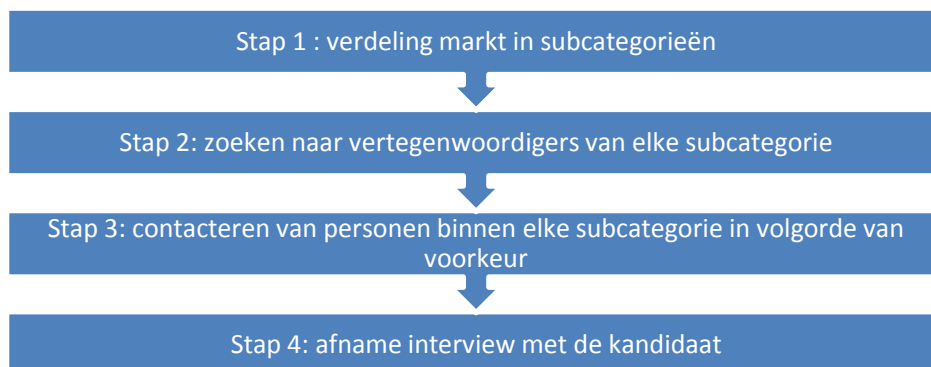 Stap 1 : verdeling markt in subcategorieën
Stap 2: zoeken naar vertegenwoordigers van elke subcategorie
Stap 3: contacteren van personen binnen elke subcategorie in volgorde van
voorkeur
Stap 4: afname interview met de kandidaat